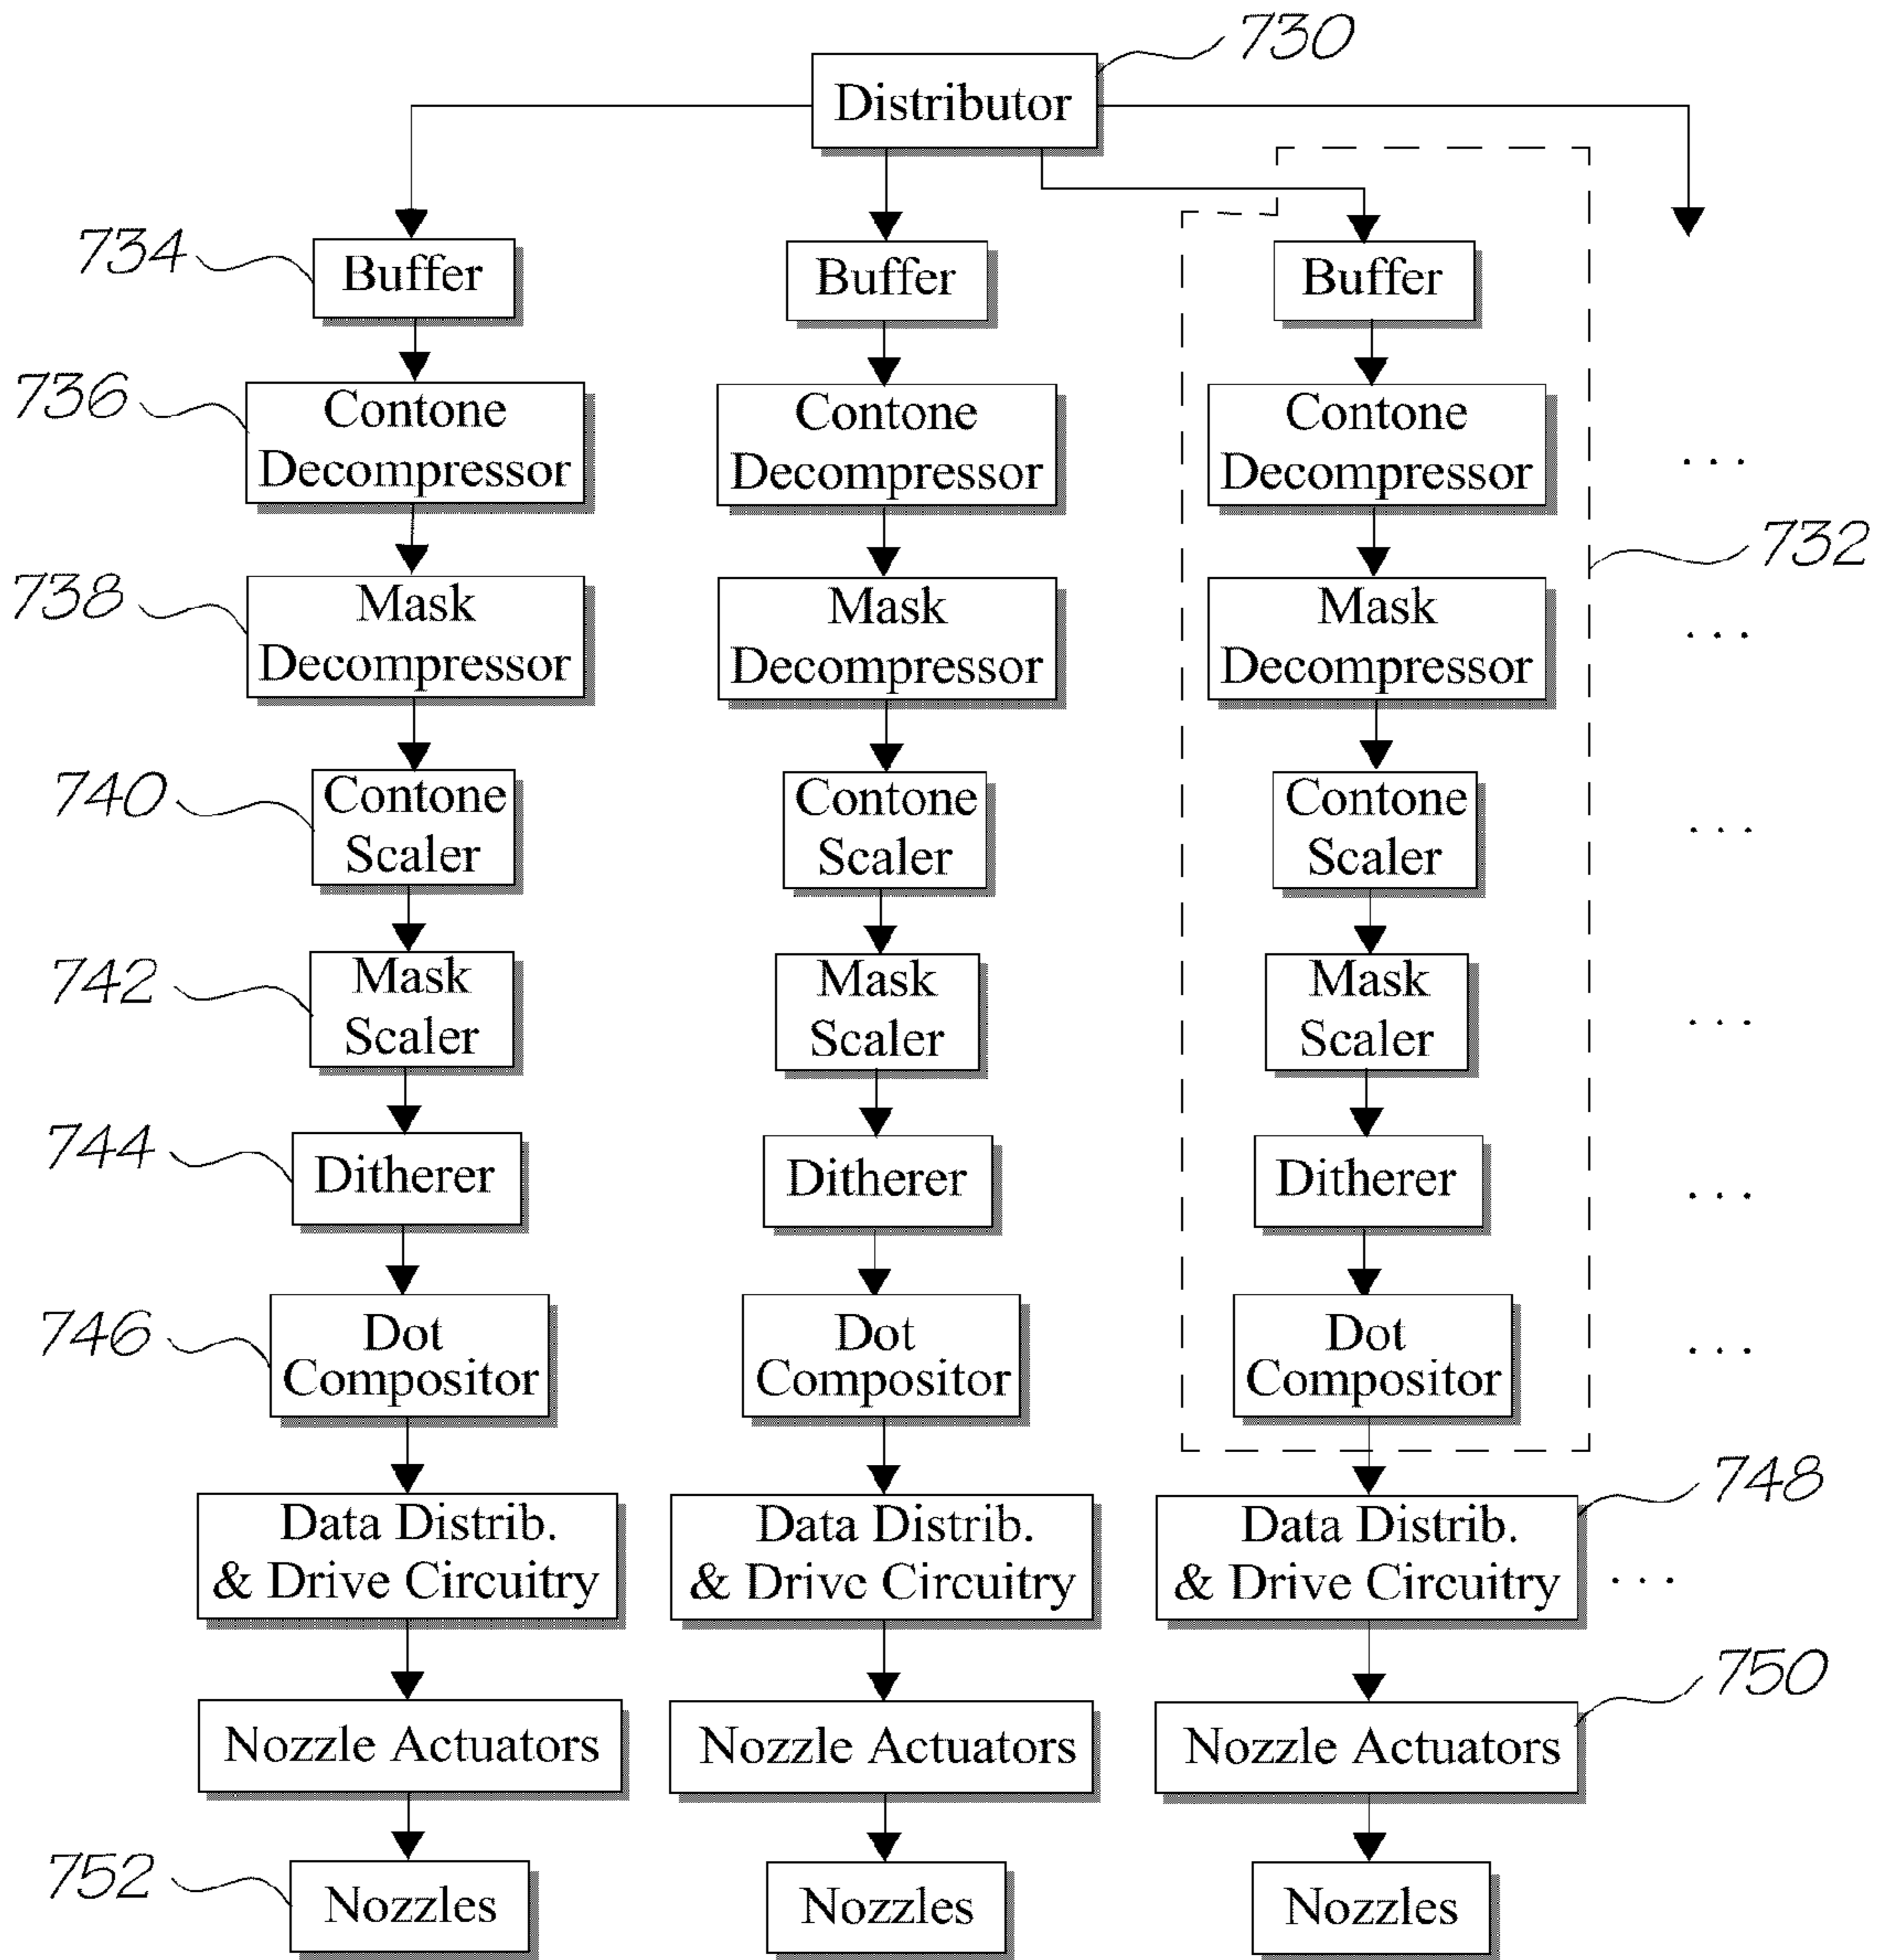 730
Distributor
734
Buffer
Buffer
Buffer
736
Contone
Decompressor
Contone
Decompressor
Contone
Decompressor
...
732
738
Mask
Decompressor
Mask
Decompressor
Mask
Decompressor
...
740
Contone
Scaler
Contone
Scaler
Contone
Scaler
...
742
Mask
Scaler
Mask
Scaler
Mask
Scaler
...
744
Ditherer
Ditherer
Ditherer
...
746
Dot
Compositor
Dot
Compositor
Dot
Compositor
...
748
Data Distrib.
& Drive Circuitry
Data Distrib.
& Drive Circuitry
Data Distrib.
& Drive Circuitry
...
750
Nozzle Actuators
Nozzle Actuators
Nozzle Actuators
752
Nozzles
Nozzles
Nozzles